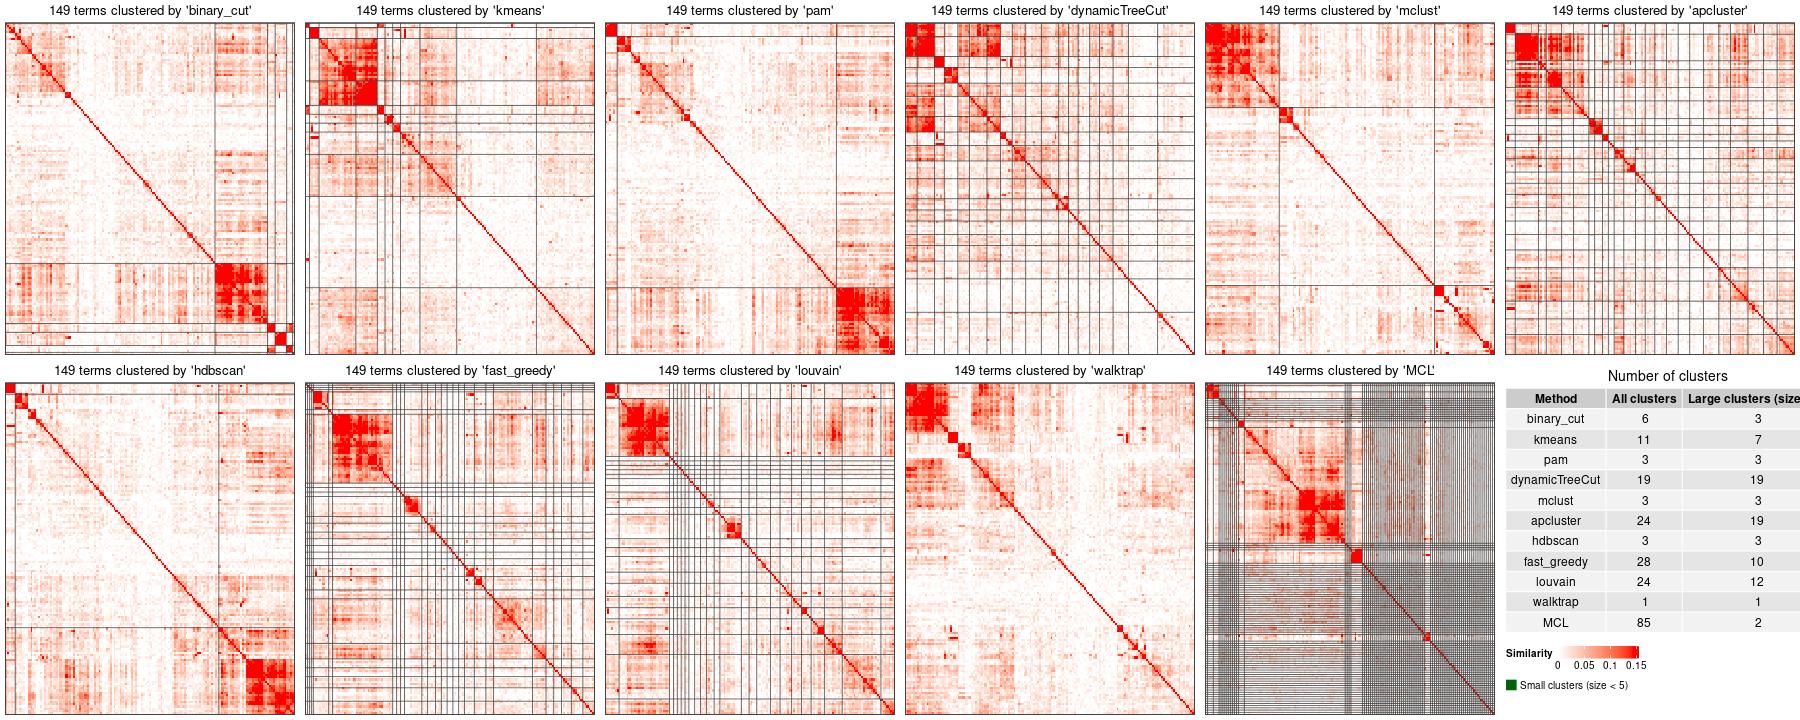 149 terms clustered by 'binary_cut'
149 terms clustered by 'kmeans'
149 terms clustered by 'pam'
149 terms clustered by 'dynamicTreeCut'
149 terms clustered by 'mclust'
149 terms clustered by 'apcluster'
149 terms clustered by 'hdbscan'
149 terms clustered by 'fast_greedy'
149 terms clustered by 'louvain'
149 terms clustered by 'walktrap'
149 terms clustered by 'MCL'
Number of clusters
Method All clusters Large clusters (size
binary_cut 6 3
kmeans 11 7
pam 3 3
dynamicTreeCut 19 19
mclust 3 3
apcluster 24 19
hdbscan 3 3
fast_greedy 28 10
louvain 24 12
walktrap 1 1
MCL 85 2
Similarity
0 0.05 0.1 0.15
Small clusters (size < 5)